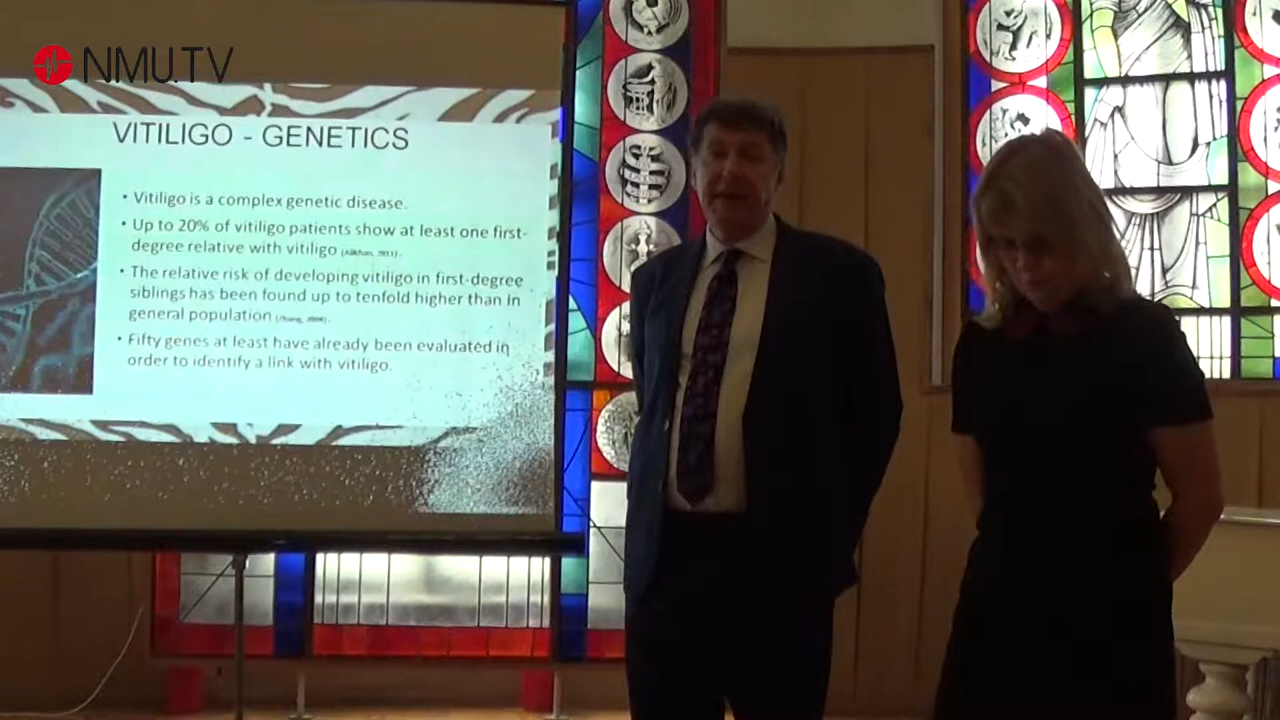 NMU.TV
VITILIGO - GENETICS
• Vitiligo is a complex genetic disease.
• Up to 20% of vitiligo patients show at least one first-
degree relative with vitiligo
• The relative risk of developing vitiligo in first-degree
siblings has been found up to tenfold higher than in
general population
• Fifty genes at least have already been evaluated in
order to identify a link with vitiligo.